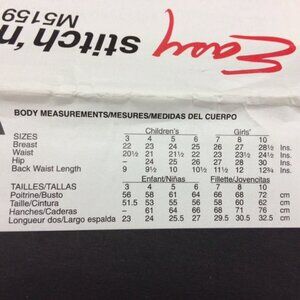 Easy
stitch 'n
M5159
BODY MEASUREMENTS/MESURES/MEDIDAS DEL CUERPO
Children's Girls'
SIZES 3 4 5 6 7 8 10
Breast 22 23 24 25 26 27 28½ Ins.
Waist 20½ 21 21½ 22 23 23½ 24½ Ins.
Hip - 24 25 26 27 28 30 Ins.
Back Waist Length 9 9½ 10 10½ 11½ 12 12¾ Ins.
Enfant/Niñas Fillette/Jovencitas
TAILLES/TALLAS 3 4 5 6 7 8 10
Poitrine/Busto 56 58 61 64 66 68 72 cm
Taille/Cintura 51.5 53 55 56 58 60 62 cm
Hanches/Caderas - 61 64 66 68 71 76 cm
Longueur dos/Largo espalda 23 24 25.5 27 29.5 30.5 32.5 cm